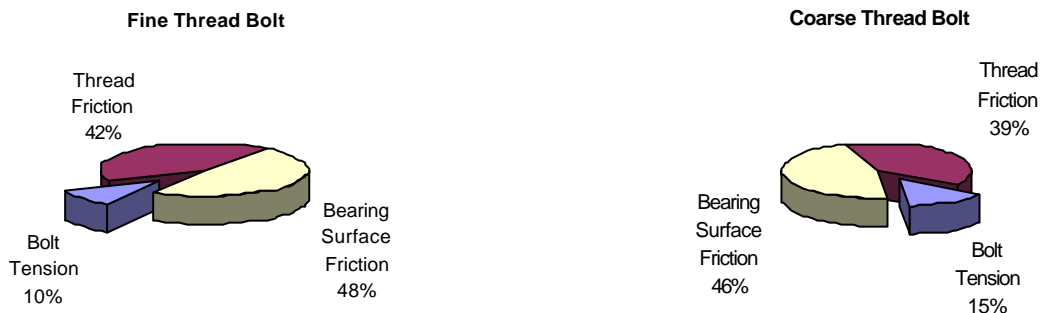 Fine Thread Bolt
Thread
Friction
42%
Bearing
Surface
Friction
48%
Bolt
Tension
10%
Coarse Thread Bolt
Thread
Friction
39%
Bearing
Surface
Friction
46%
Bolt
Tension
15%